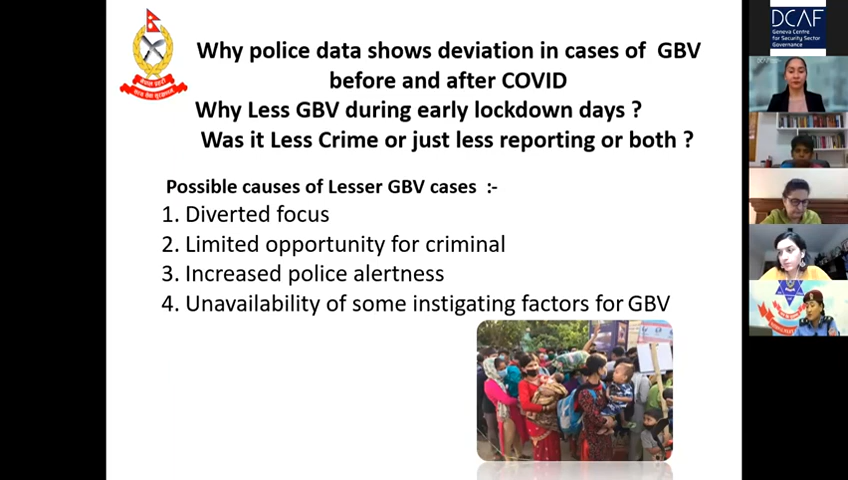 Why police data shows deviation in cases of GBV
before and after COVID
Why Less GBV during early lockdown days ?
Was it Less Crime or just less reporting or both ?
Possible causes of Lesser GBV cases :-
1. Diverted focus
2. Limited opportunity for criminal
3. Increased police alertness
4. Unavailability of some instigating factors for GBV
DCAF
Geneva Centre
for Security Sector
Governance